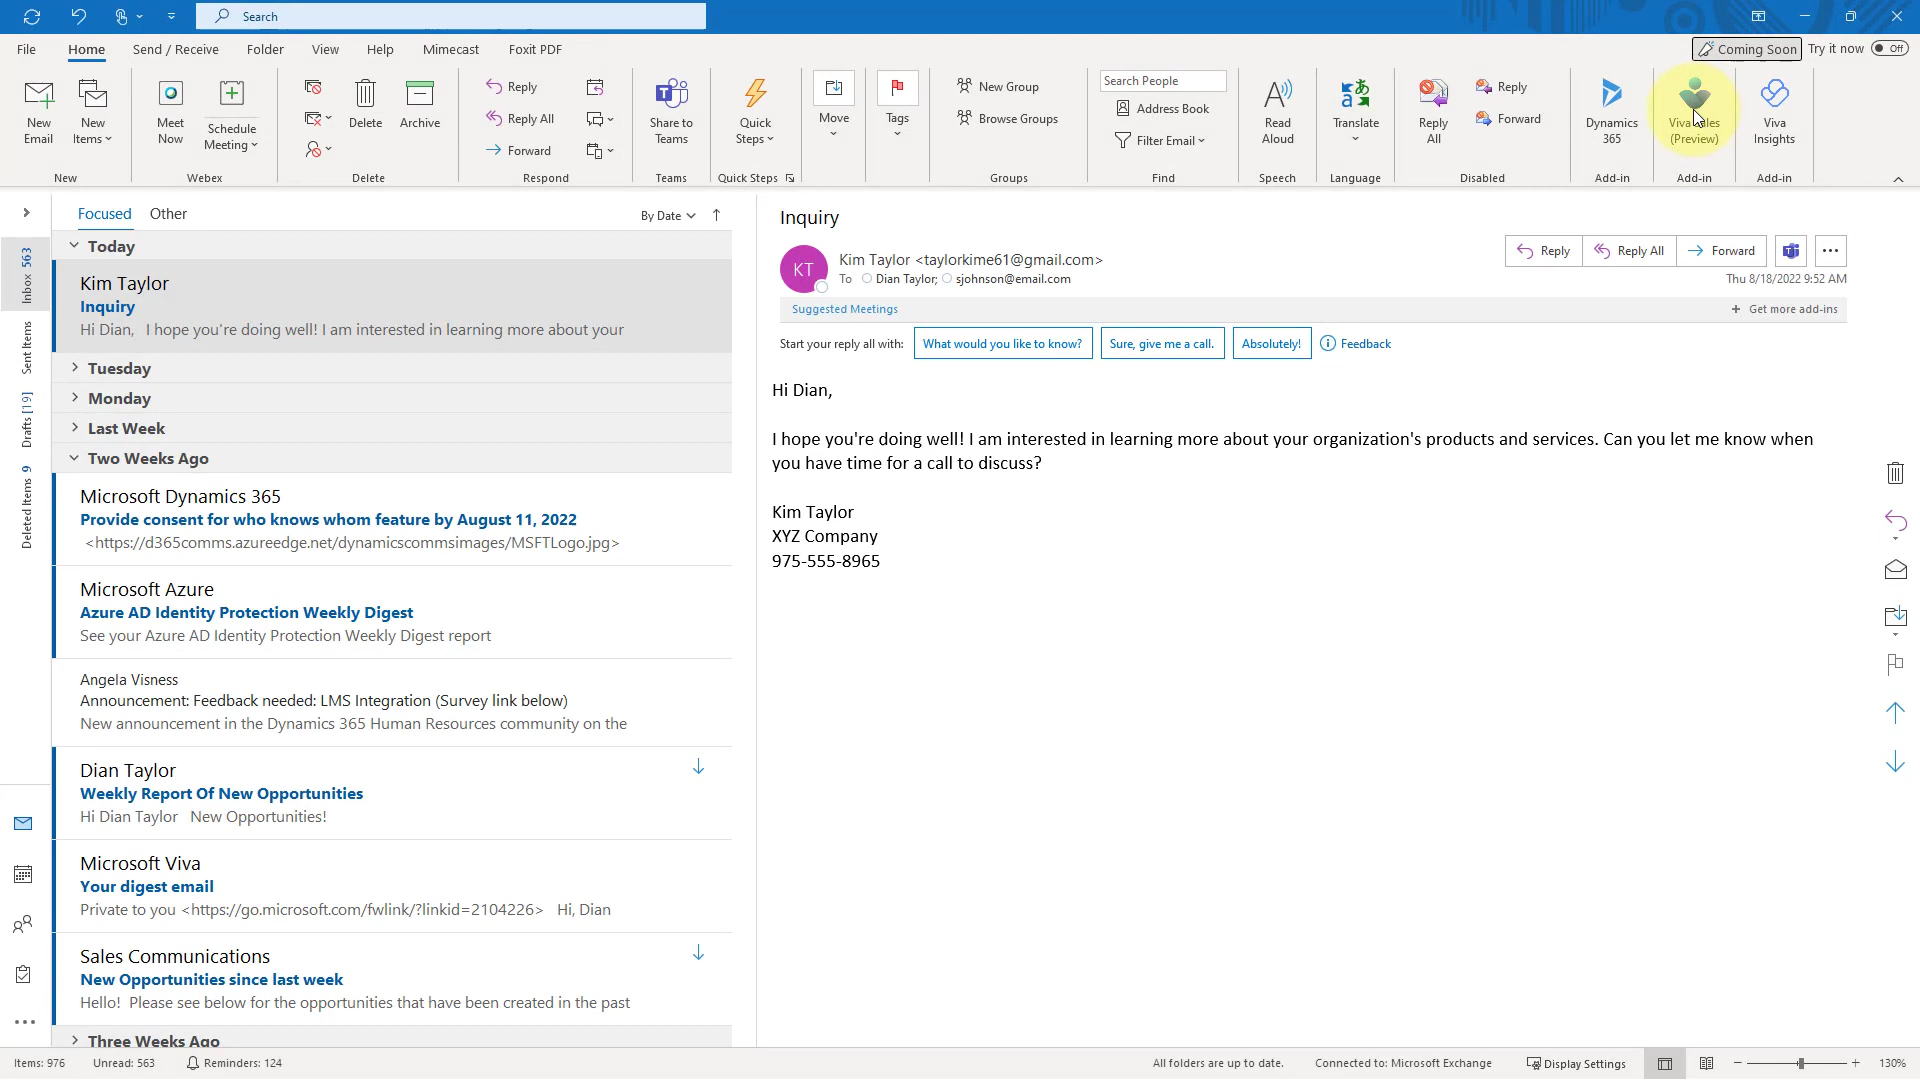 Search
File Home Send / Receive Folder View Help Mimecast Foxit PDF
Coming Soon Try it now Off
New Email
New Items
New
Meet Now
Schedule Meeting
Webex
Delete
Archive
Delete
Reply
Reply All
Forward
Respond
Share to Teams
Teams
Quick Steps
Quick Steps
Move
Tags
New Group
Browse Groups
Groups
Search People
Address Book
Filter Email
Find
Read Aloud
Speech
Translate
Language
Reply All
Reply
Forward
Disabled
Dynamics 365
Add-in
(Preview)
Add-in
Viva Insights
Add-in
Inbox 563
Sent Items
Drafts [19]
Deleted Items 9
Focused Other By Date
Today
Kim Taylor
Inquiry
Hi Dian, I hope you're doing well! I am interested in learning more about your
Tuesday
Monday
Last Week
Two Weeks Ago
Microsoft Dynamics 365
Provide consent for who knows whom feature by August 11, 2022
<https://d365comms.azureedge.net/dynamicscommsimages/MSFTLogo.jpg>
Microsoft Azure
Azure AD Identity Protection Weekly Digest
See your Azure AD Identity Protection Weekly Digest report
Angela Visness
Announcement: Feedback needed: LMS Integration (Survey link below)
New announcement in the Dynamics 365 Human Resources community on the
Dian Taylor
Weekly Report Of New Opportunities
Hi Dian Taylor New Opportunities!
Microsoft Viva
Your digest email
Private to you <https://go.microsoft.com/fwlink/?linkid=2104226> Hi, Dian
Sales Communications
New Opportunities since last week
Hello! Please see below for the opportunities that have been created in the past
Three Weeks Ago
Inquiry
KT
Kim Taylor <taylorkime61@gmail.com>
To Dian Taylor; sjohnson@email.com
Reply Reply All Forward
Thu 8/18/2022 9:52 AM
Suggested Meetings + Get more add-ins
Start your reply all with: What would you like to know? Sure, give me a call. Absolutely! Feedback
Hi Dian,
I hope you're doing well! I am interested in learning more about your organization's products and services. Can you let me know when
you have time for a call to discuss?
Kim Taylor
XYZ Company
975-555-8965
Items: 976 Unread: 563 Reminders: 124 All folders are up to date. Connected to: Microsoft Exchange Display Settings 130%